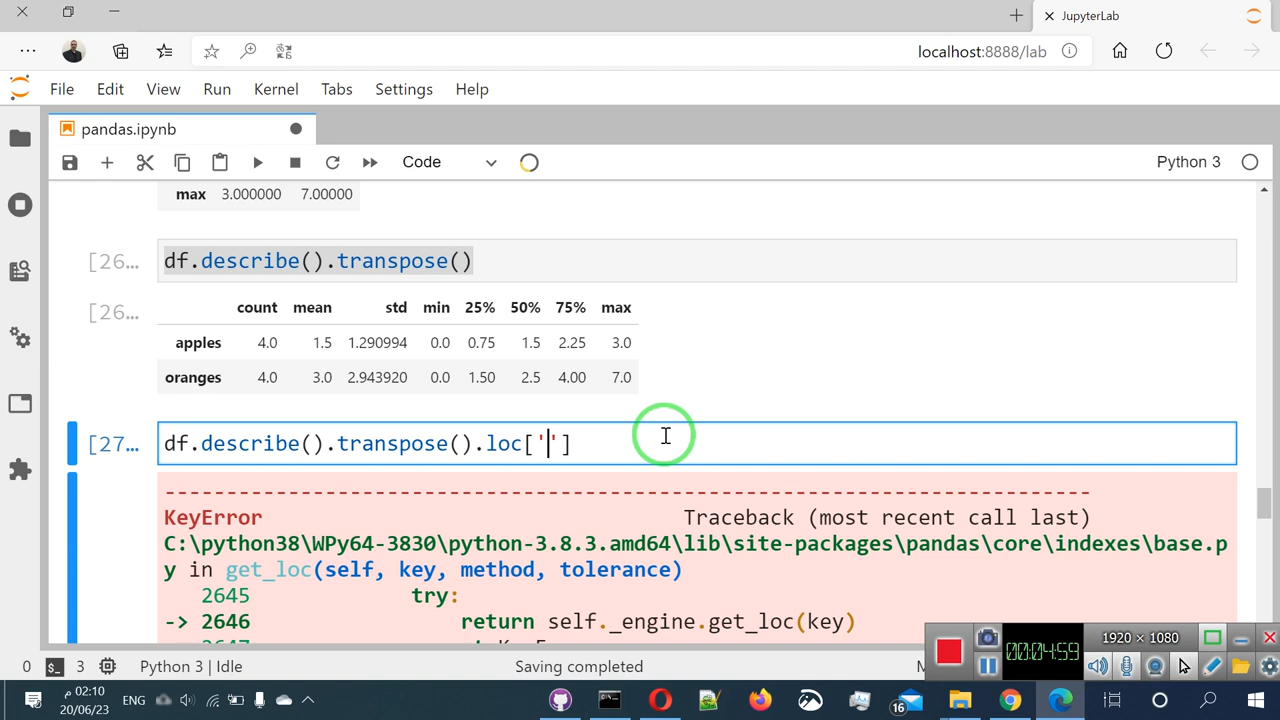 JupyterLab
localhost:8888/lab
File Edit View Run Kernel Tabs Settings Help
pandas.ipynb
Code Python 3
max 3.000000 7.00000
[26… df.describe().transpose()
[26… count mean std min 25% 50% 75% max
apples 4.0 1.5 1.290994 0.0 0.75 1.5 2.25 3.0
oranges 4.0 3.0 2.943920 0.0 1.50 2.5 4.00 7.0
[27… df.describe().transpose().loc['']
---------------------------------------------------------------------------
KeyError Traceback (most recent call last)
C:\python38\WPy64-3830\python-3.8.3.amd64\lib\site-packages\pandas\core\indexes\base.p
y in get_loc(self, key, method, tolerance)
2645 try:
-> 2646 return self._engine.get_loc(key)
0 3 Python 3 | Idle Saving completed
00:04:59 1920 × 1080
02:10 م ENG 16
20/06/23